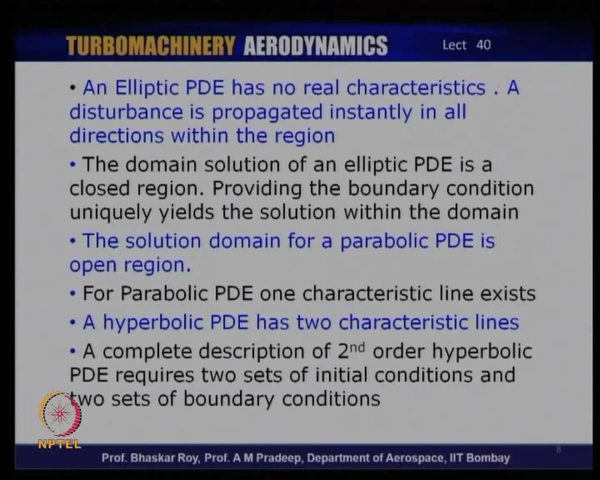 TURBOMACHINERY AERODYNAMICS Lect 40
• An Elliptic PDE has no real characteristics . A
disturbance is propagated instantly in all
directions within the region
• The domain solution of an elliptic PDE is a
closed region. Providing the boundary condition
uniquely yields the solution within the domain
• The solution domain for a parabolic PDE is
open region.
• For Parabolic PDE one characteristic line exists
• A hyperbolic PDE has two characteristic lines
• A complete description of 2nd order hyperbolic
PDE requires two sets of initial conditions and
two sets of boundary conditions
NPTEL
Prof. Bhaskar Roy, Prof. A M Pradeep, Department of Aerospace, IIT Bombay
8